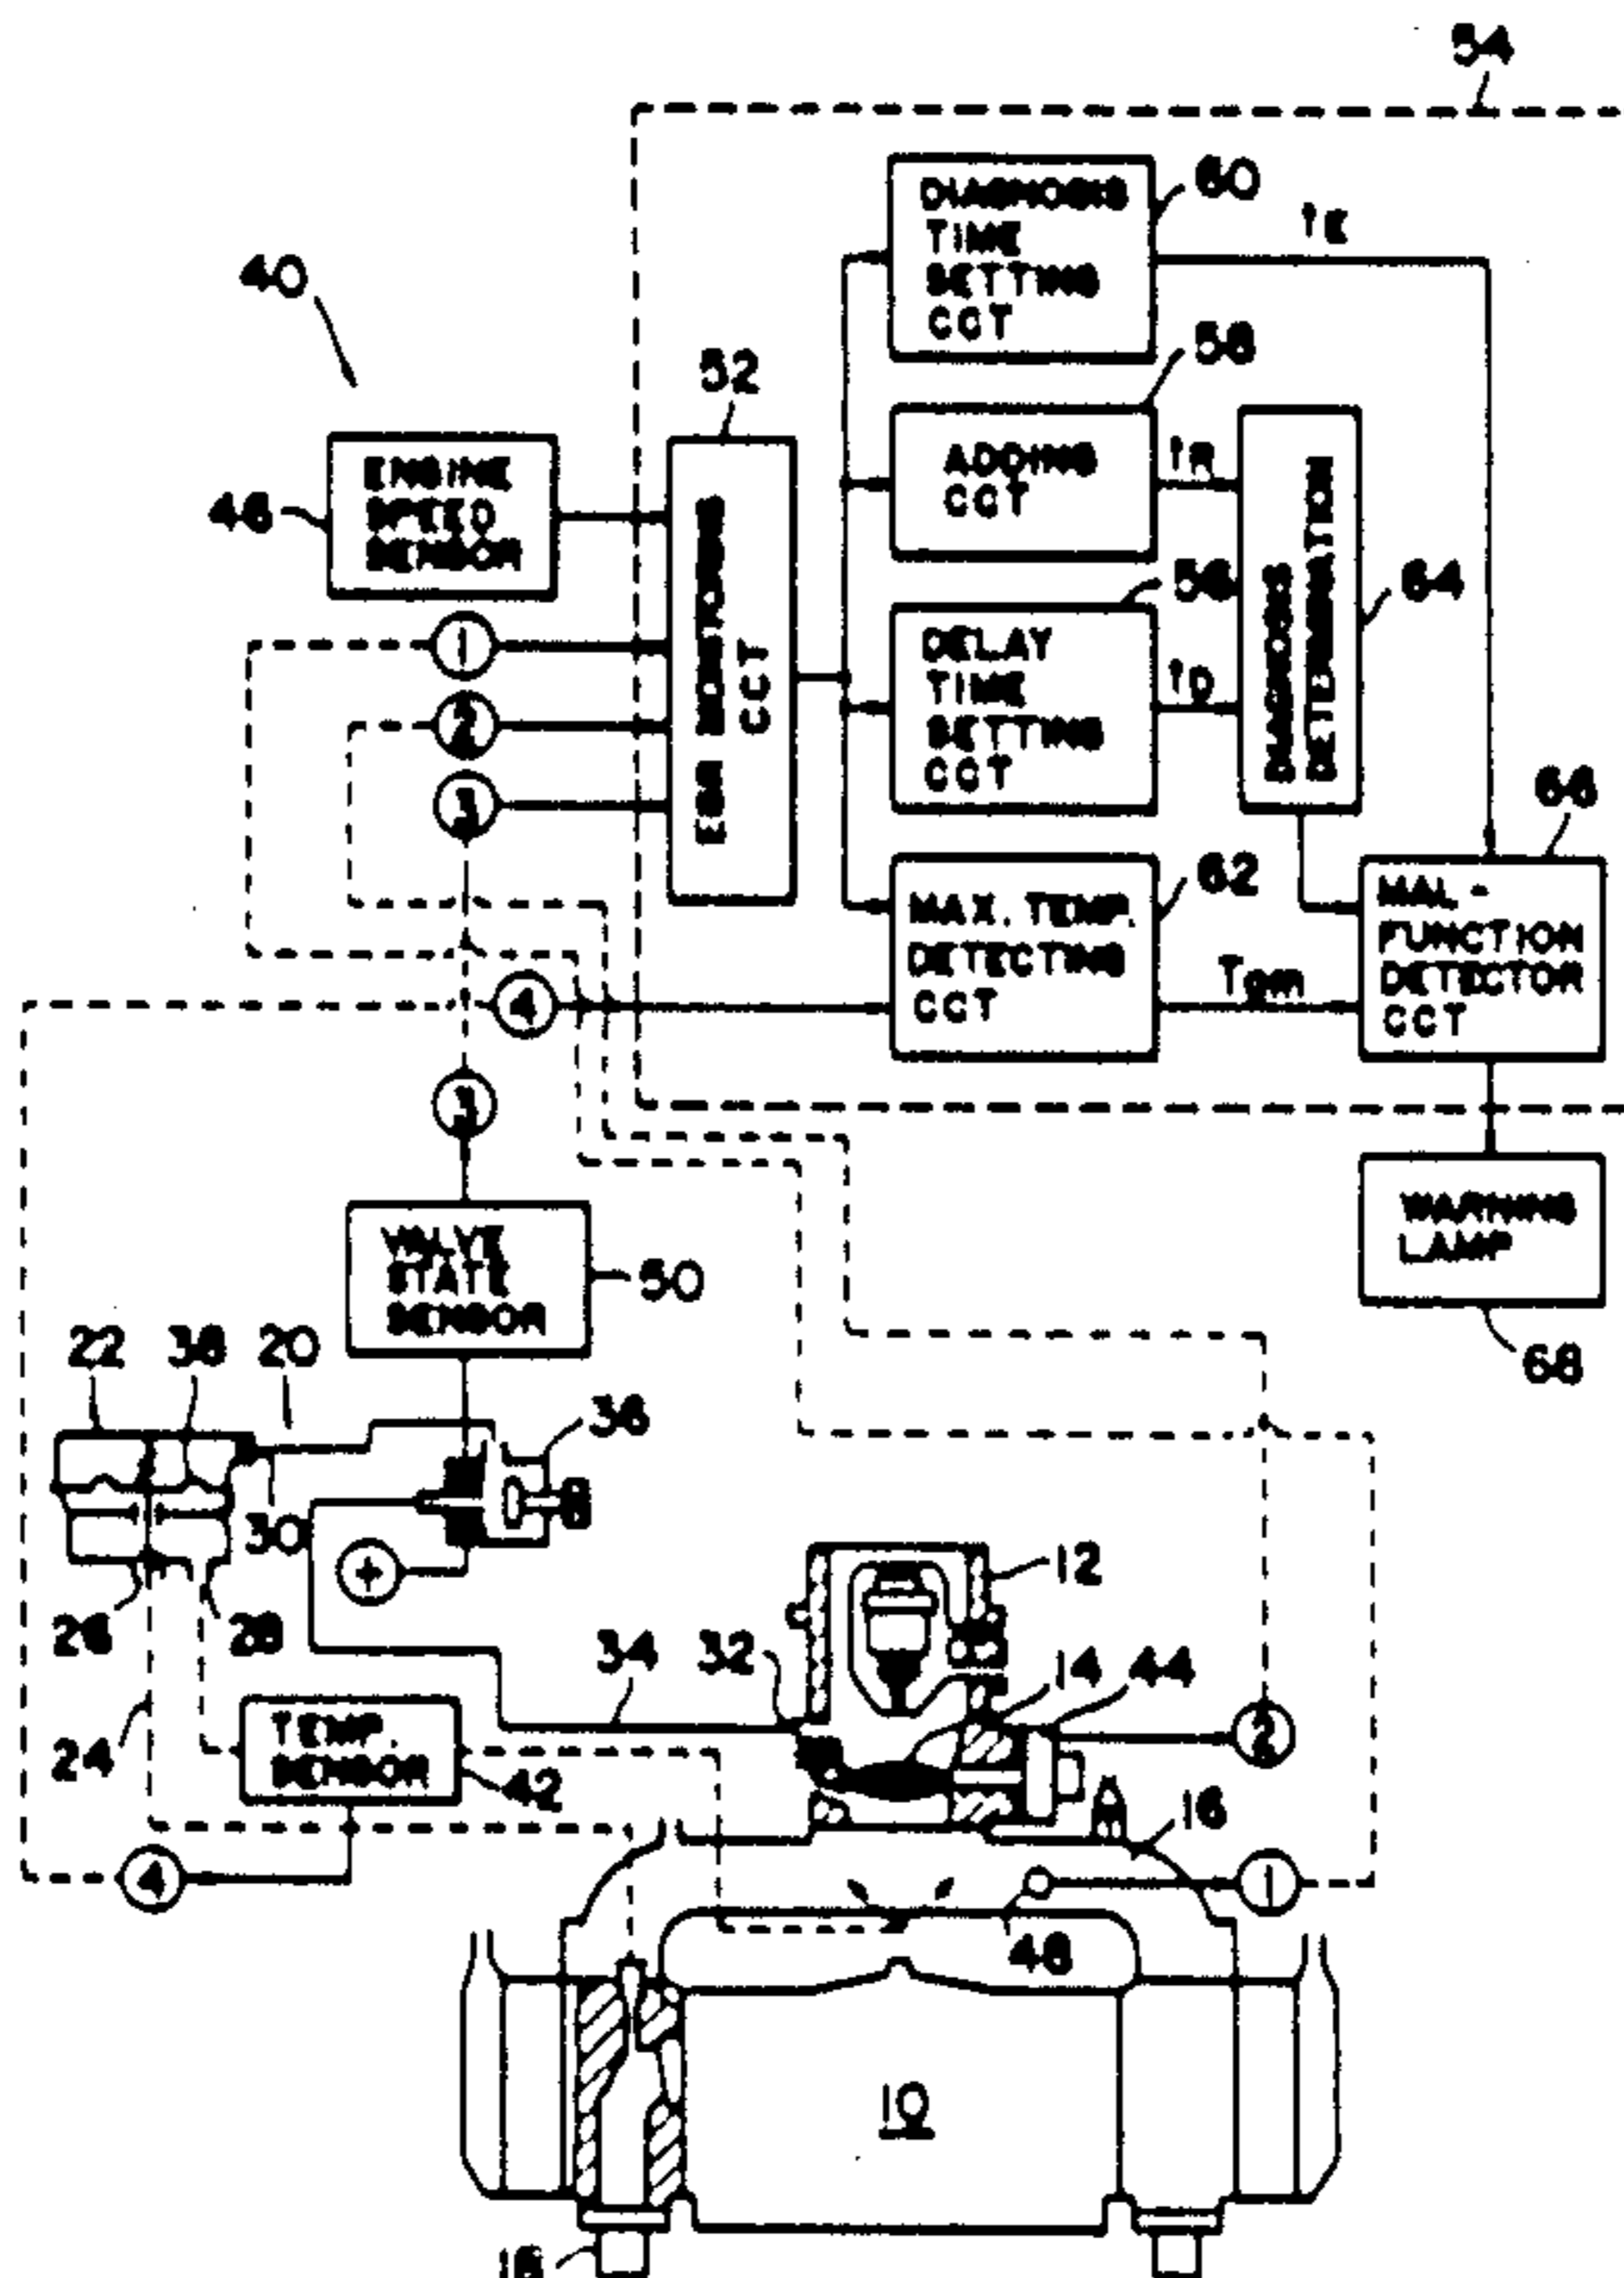 54
DIAGNOSIS
TIME
SETTING
CCT
60
TE
40
52
58
ENGINE
SPEED
SENSOR
46
ADDING
CCT
TR
EGR MONITORING
CCT
DIAGNOSIS
DETERMINATION
64
56
1
2
3
DELAY
TIME
SETTING
CCT
TD
66
62
MAX. TEMP.
DETECTING
CCT
Tgm
MAL-
FUNCTION
DETECTOR
CCT
4
3
VALVE
STATE
SENSOR
50
WARNING
LAMP
68
22
38
20
36
30
+
12
26
28
34
32
14
44
2
24
TEMP.
SENSOR
42
16
4
1
48
10